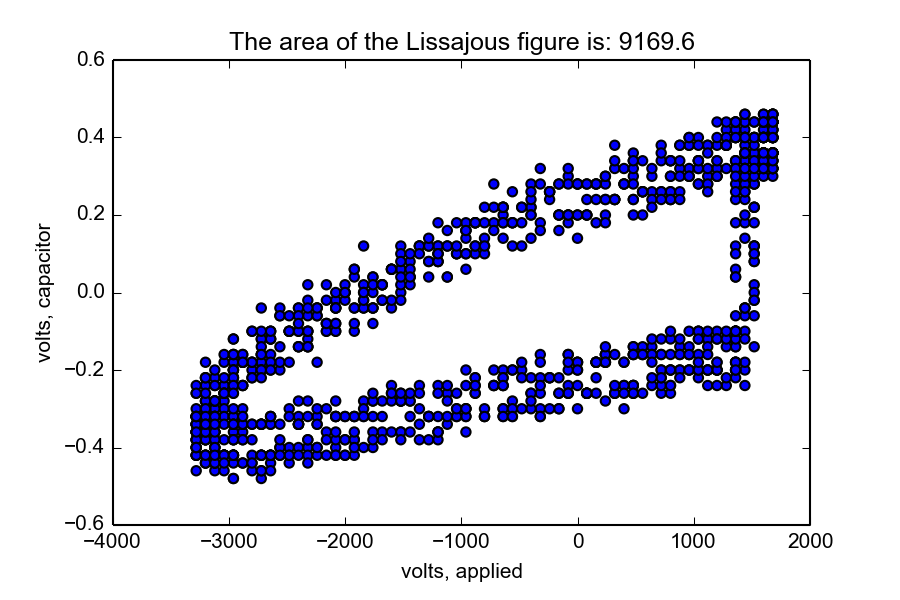 The area of the Lissajous figure is: 9169.6
0.6
0.4
0.2
0.0
−0.2
−0.4
−0.6
−4000 −3000 −2000 −1000 0 1000 2000
volts, capacitor
volts, applied